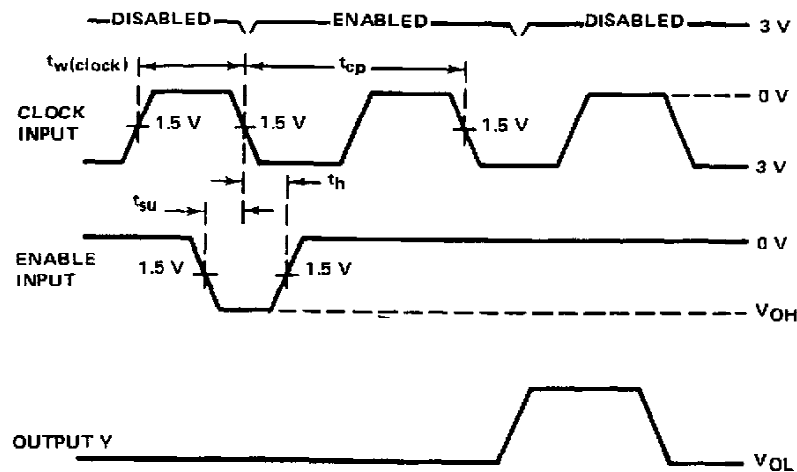 DISABLED ENABLED DISABLED 3 V
tw(clock) tcp
0 V
CLOCK INPUT
1.5 V 1.5 V 1.5 V
3 V
th
tsu
0 V
ENABLE INPUT
1.5 V 1.5 V
VOH
OUTPUT Y
VOL